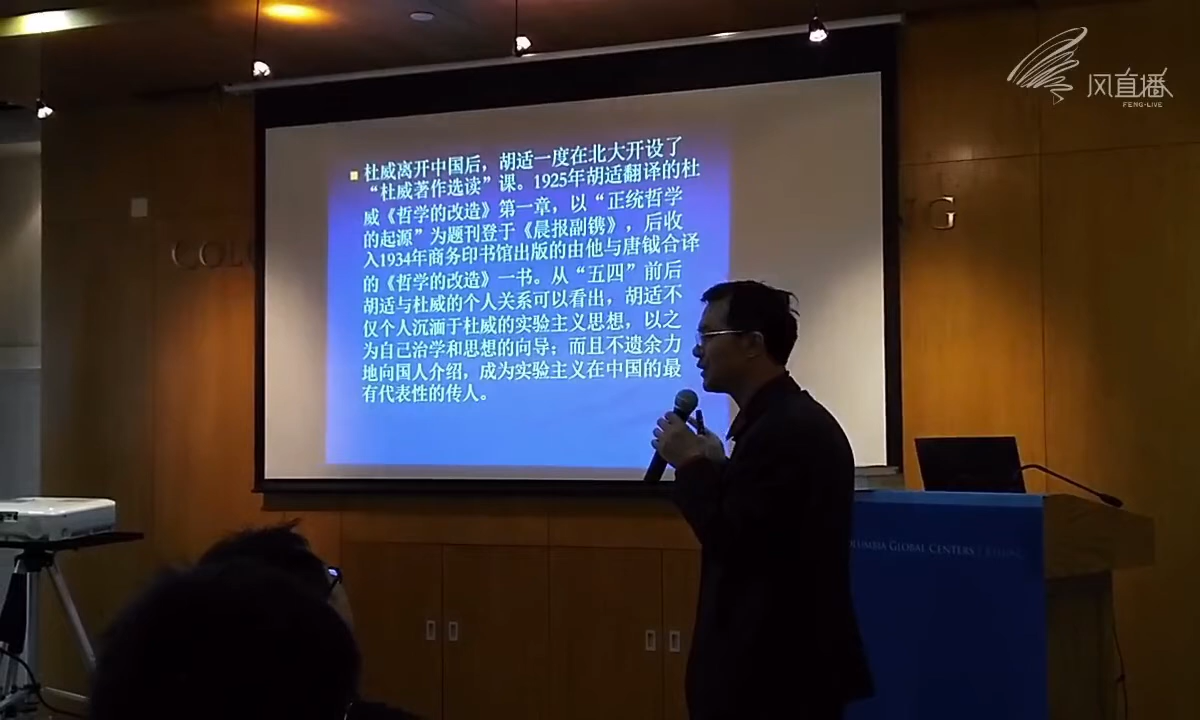 风直播
FENG-LIVE
杜威离开中国后，胡适一度在北大开设了
“杜威著作选读”课。1925年胡适翻译的杜
威《哲学的改造》第一章，以“正统哲学
的起源”为题刊登于《晨报副镌》，后收
入1934年商务印书馆出版的由他与唐钺合译
的《哲学的改造》一书。从“五四”前后
胡适与杜威的个人关系可以看出，胡适不
仅个人沉湎于杜威的实验主义思想，以之
为自己治学和思想的向导；而且不遗余力
地向国人介绍，成为实验主义在中国的最
有代表性的传人。
COLU
NG
OLUMBIA GLOBAL CENTERS